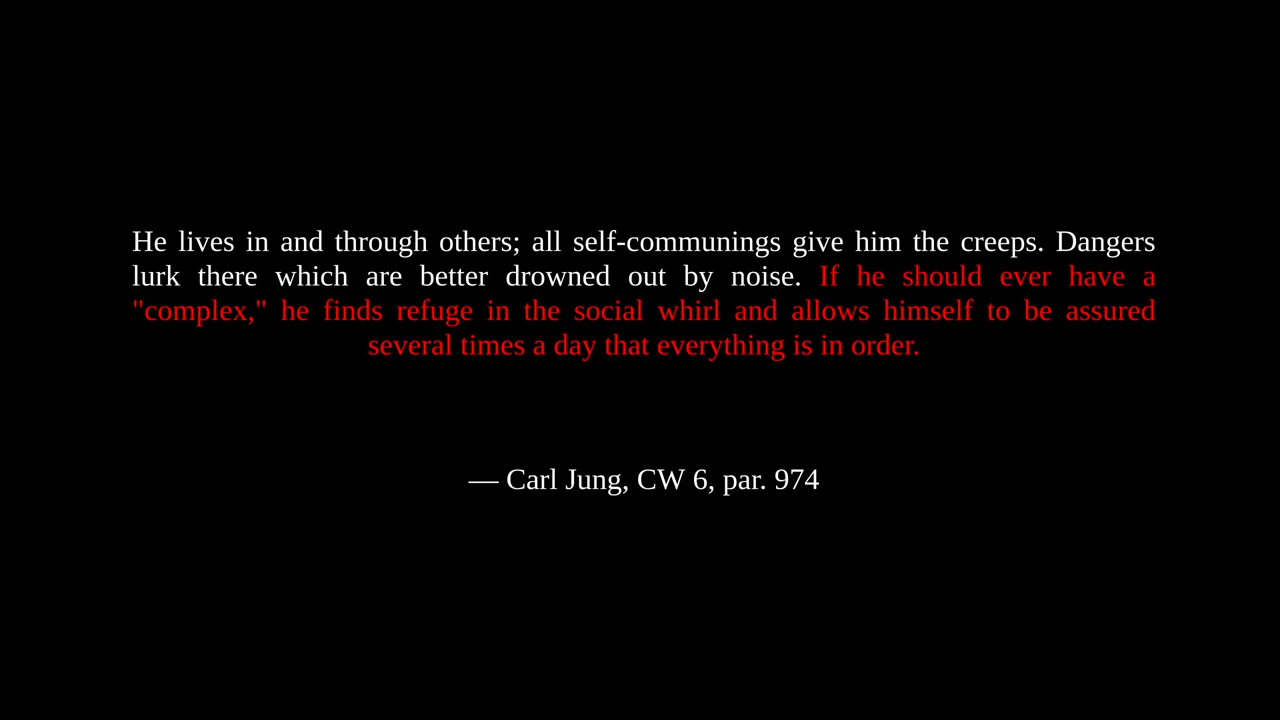 He lives in and through others; all self-communings give him the creeps. Dangers
lurk there which are better drowned out by noise. If he should ever have a
"complex," he finds refuge in the social whirl and allows himself to be assured
several times a day that everything is in order.
— Carl Jung, CW 6, par. 974